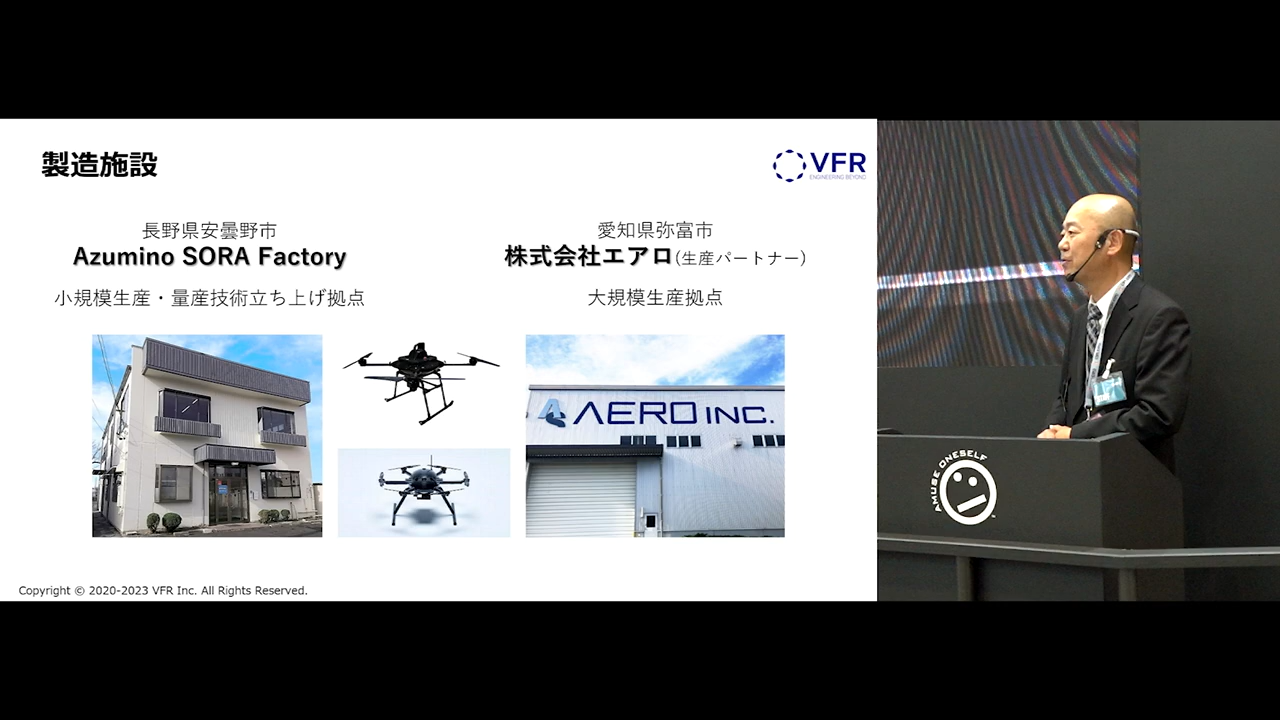 製造施設
VFR
ENGINEERING BEYOND
長野県安曇野市
Azumino SORA Factory
小規模生産・量産技術立ち上げ拠点
愛知県弥富市
株式会社エアロ(生産パートナー)
大規模生産拠点
AERO INC.
Copyright © 2020-2023 VFR Inc. All Rights Reserved.
AMUSE ONESELF